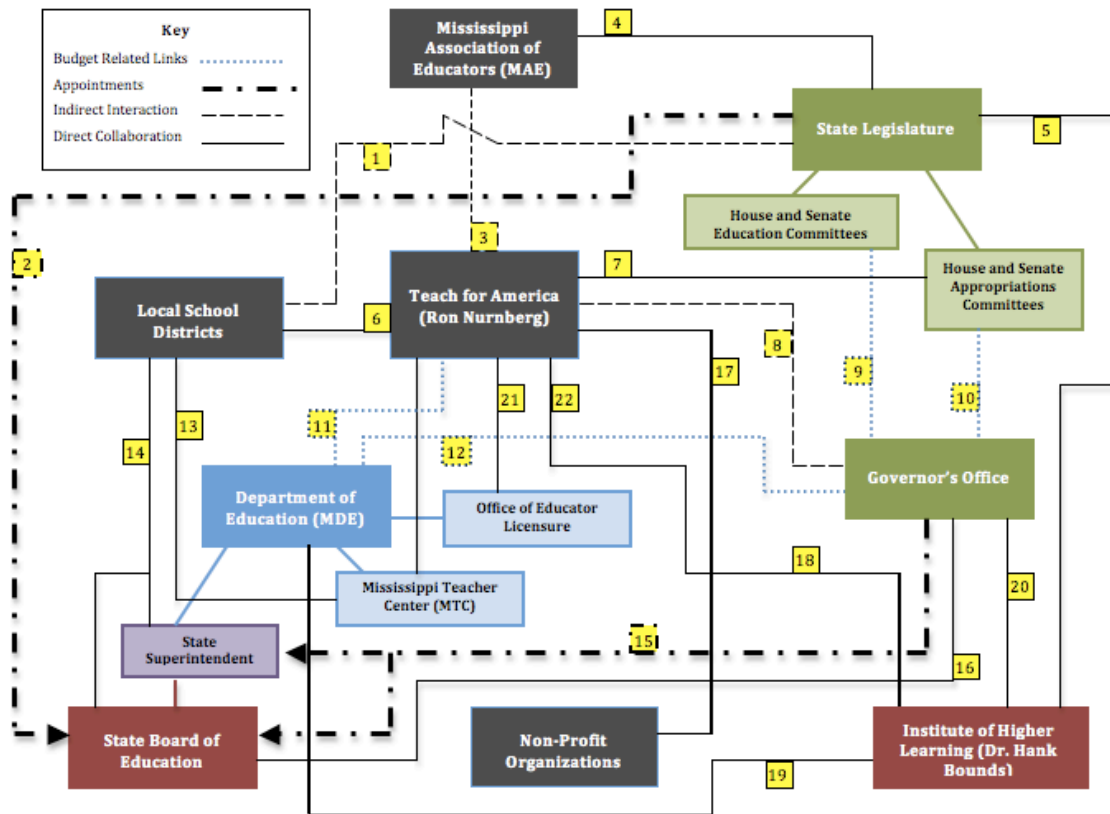 Key
Budget Related Links
Appointments
Indirect Interaction
Direct Collaboration
Mississippi
Association of
Educators (MAE)
4
State Legislature
5
1
House and Senate
Education Committees
2
3
7
House and Senate
Appropriations
Committees
Local School
Districts
6
Teach for America
(Ron Nurnberg)
8
17
9
10
21
22
11
13
12
14
Department of
Education (MDE)
Office of Educator
Licensure
Governor's Office
18
20
Mississippi Teacher
Center (MTC)
State
Superintendent
15
16
State Board of
Education
Non-Profit
Organizations
Institute of Higher
Learning (Dr. Hank
Bounds)
19